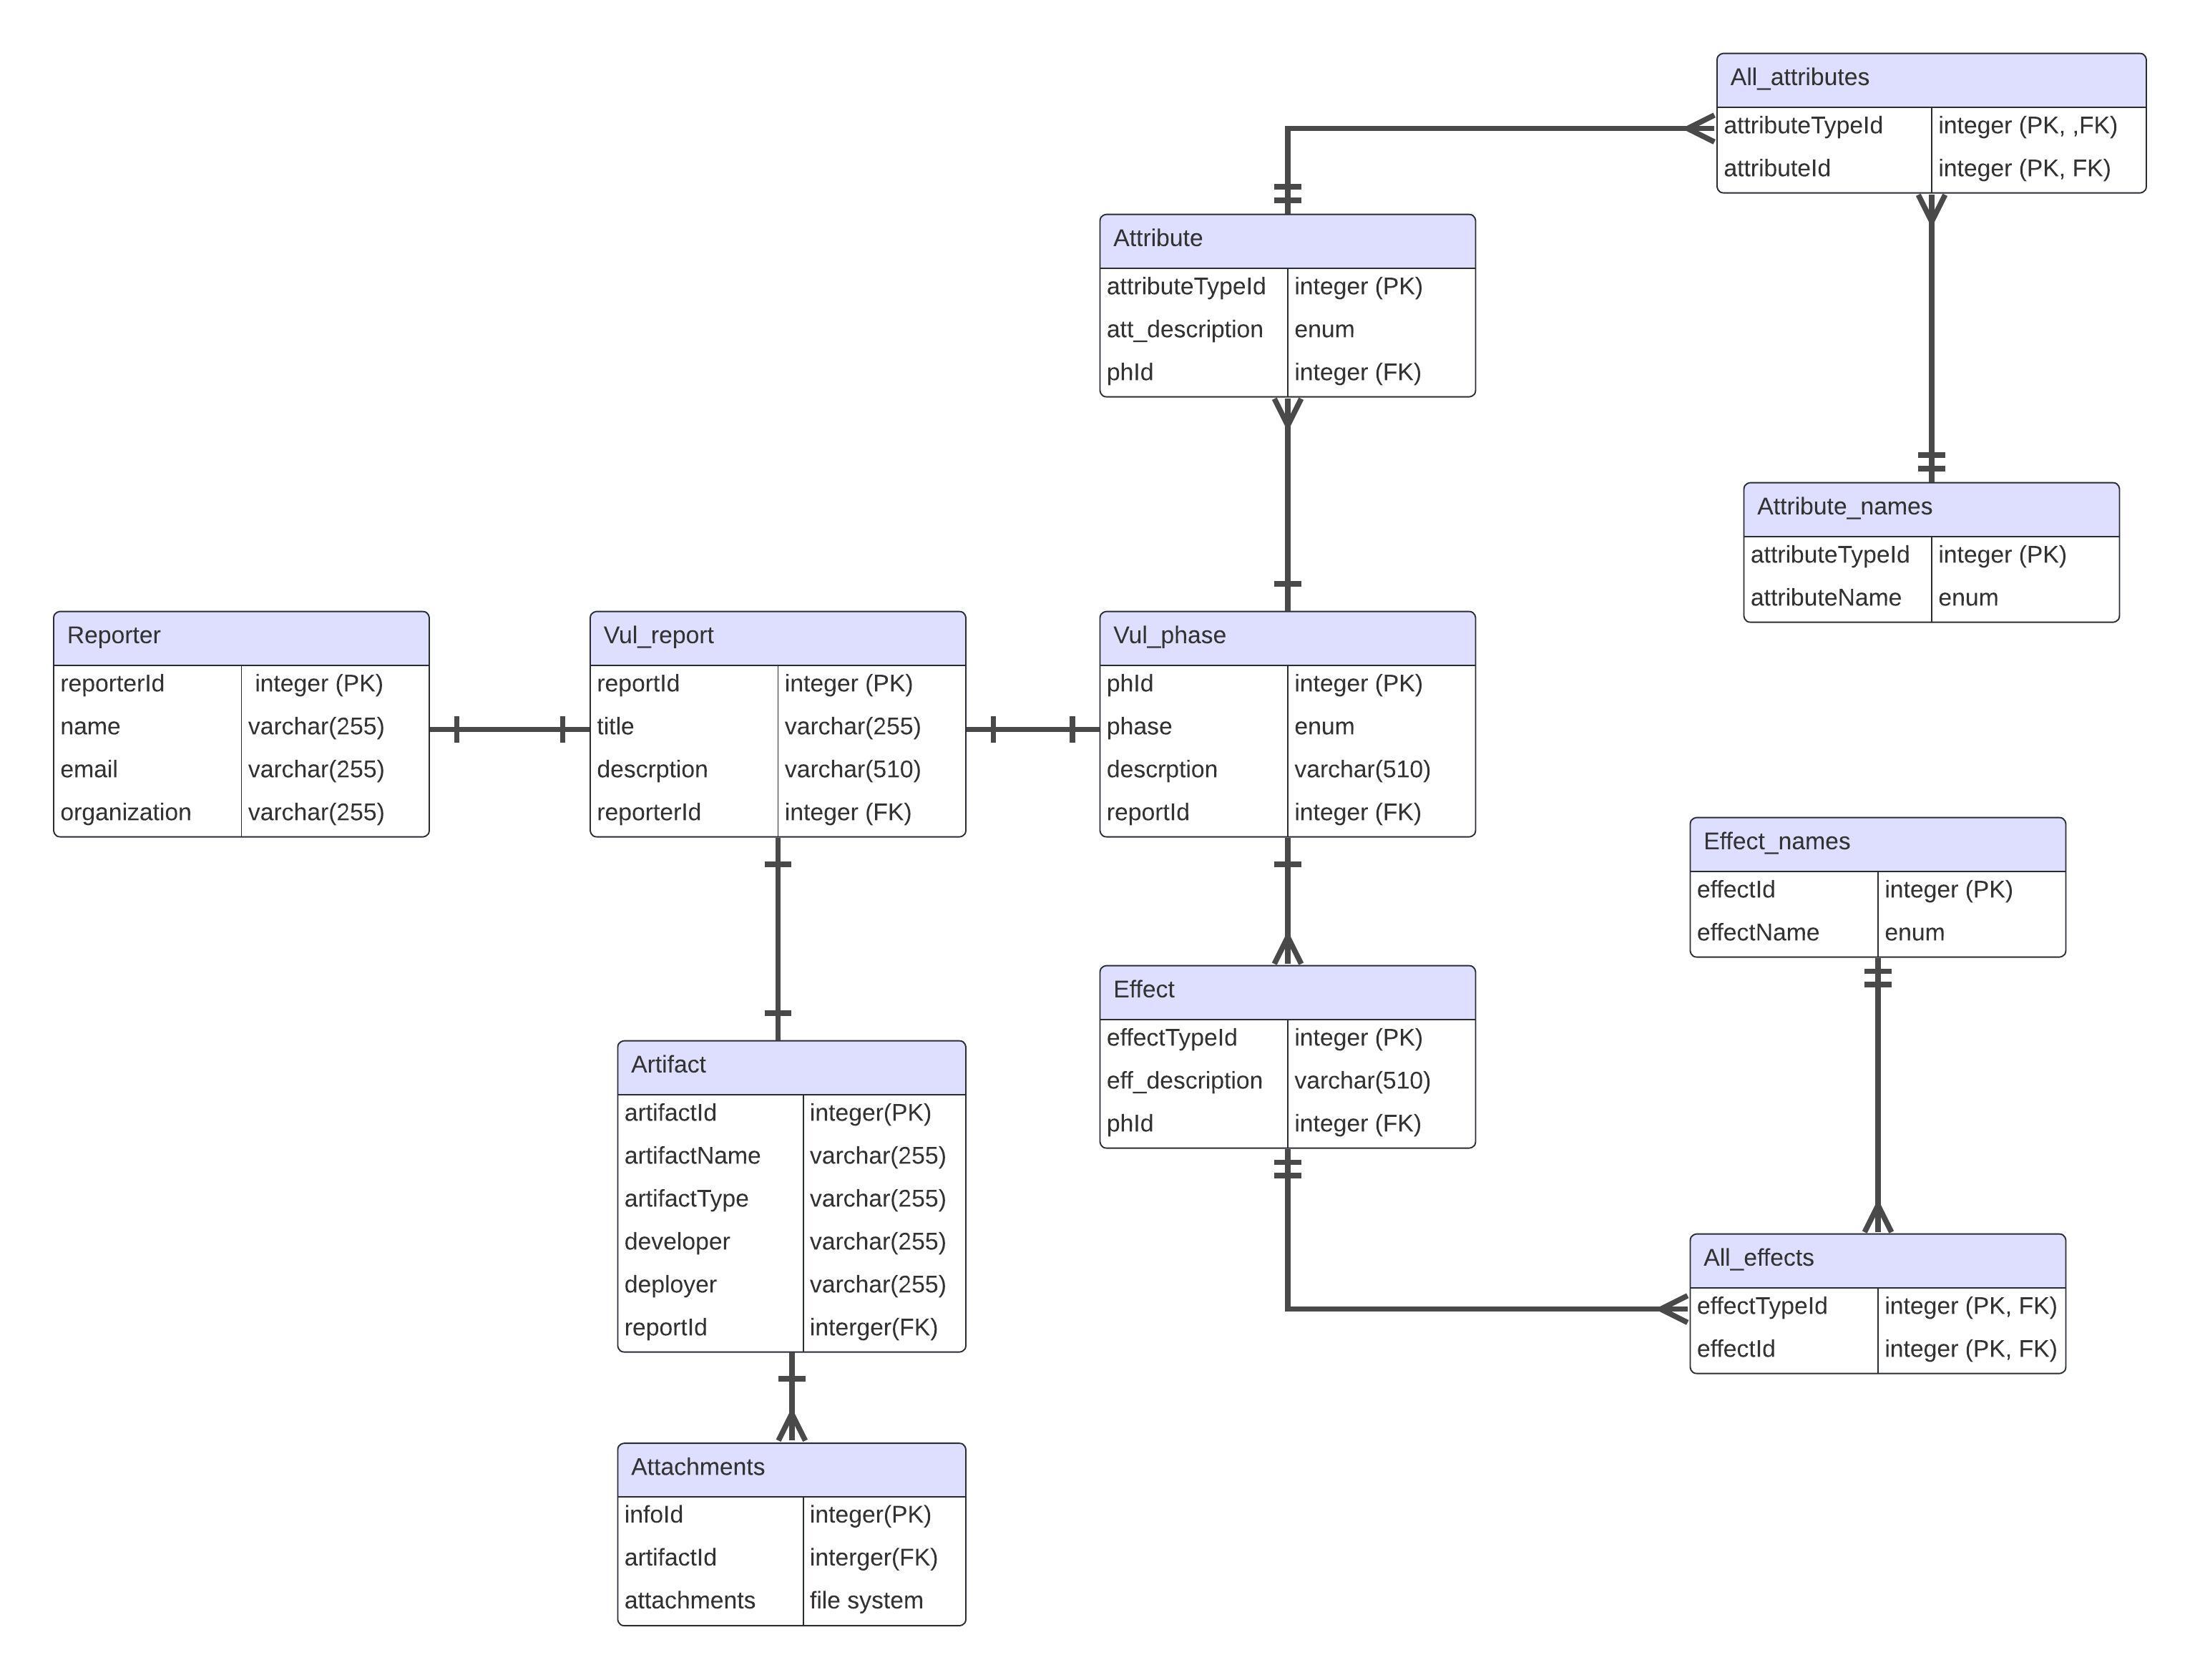 All_attributes
attributeTypeId integer (PK, ,FK)
attributeId integer (PK, FK)
Attribute
attributeTypeId integer (PK)
att_description enum
phId integer (FK)
Attribute_names
attributeTypeId integer (PK)
attributeName enum
Reporter
reporterId integer (PK)
name varchar(255)
email varchar(255)
organization varchar(255)
Vul_report
reportId integer (PK)
title varchar(255)
descrption varchar(510)
reporterId integer (FK)
Vul_phase
phId integer (PK)
phase enum
descrption varchar(510)
reportId integer (FK)
Effect_names
effectId integer (PK)
effectName enum
Effect
effectTypeId integer (PK)
eff_description varchar(510)
phId integer (FK)
Artifact
artifactId integer(PK)
artifactName varchar(255)
artifactType varchar(255)
developer varchar(255)
deployer varchar(255)
reportId interger(FK)
All_effects
effectTypeId integer (PK, FK)
effectId integer (PK, FK)
Attachments
infoId integer(PK)
artifactId interger(FK)
attachments file system